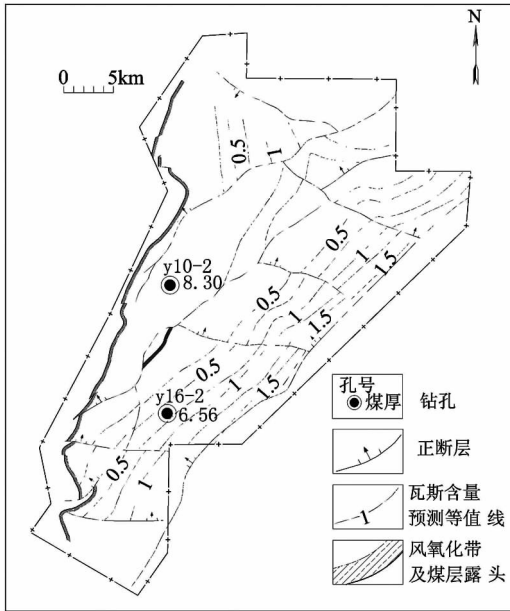 N
0 5km
0.5
1
0.5
1
1.5
y10-2
8.30
0.5
1
1.5
0.5
y16-2
6.56
1
1.5
0.5
1
孔号
煤厚 钻孔
正断层
瓦斯含量
1 预测等值 线
风氧化带
及煤层露 头